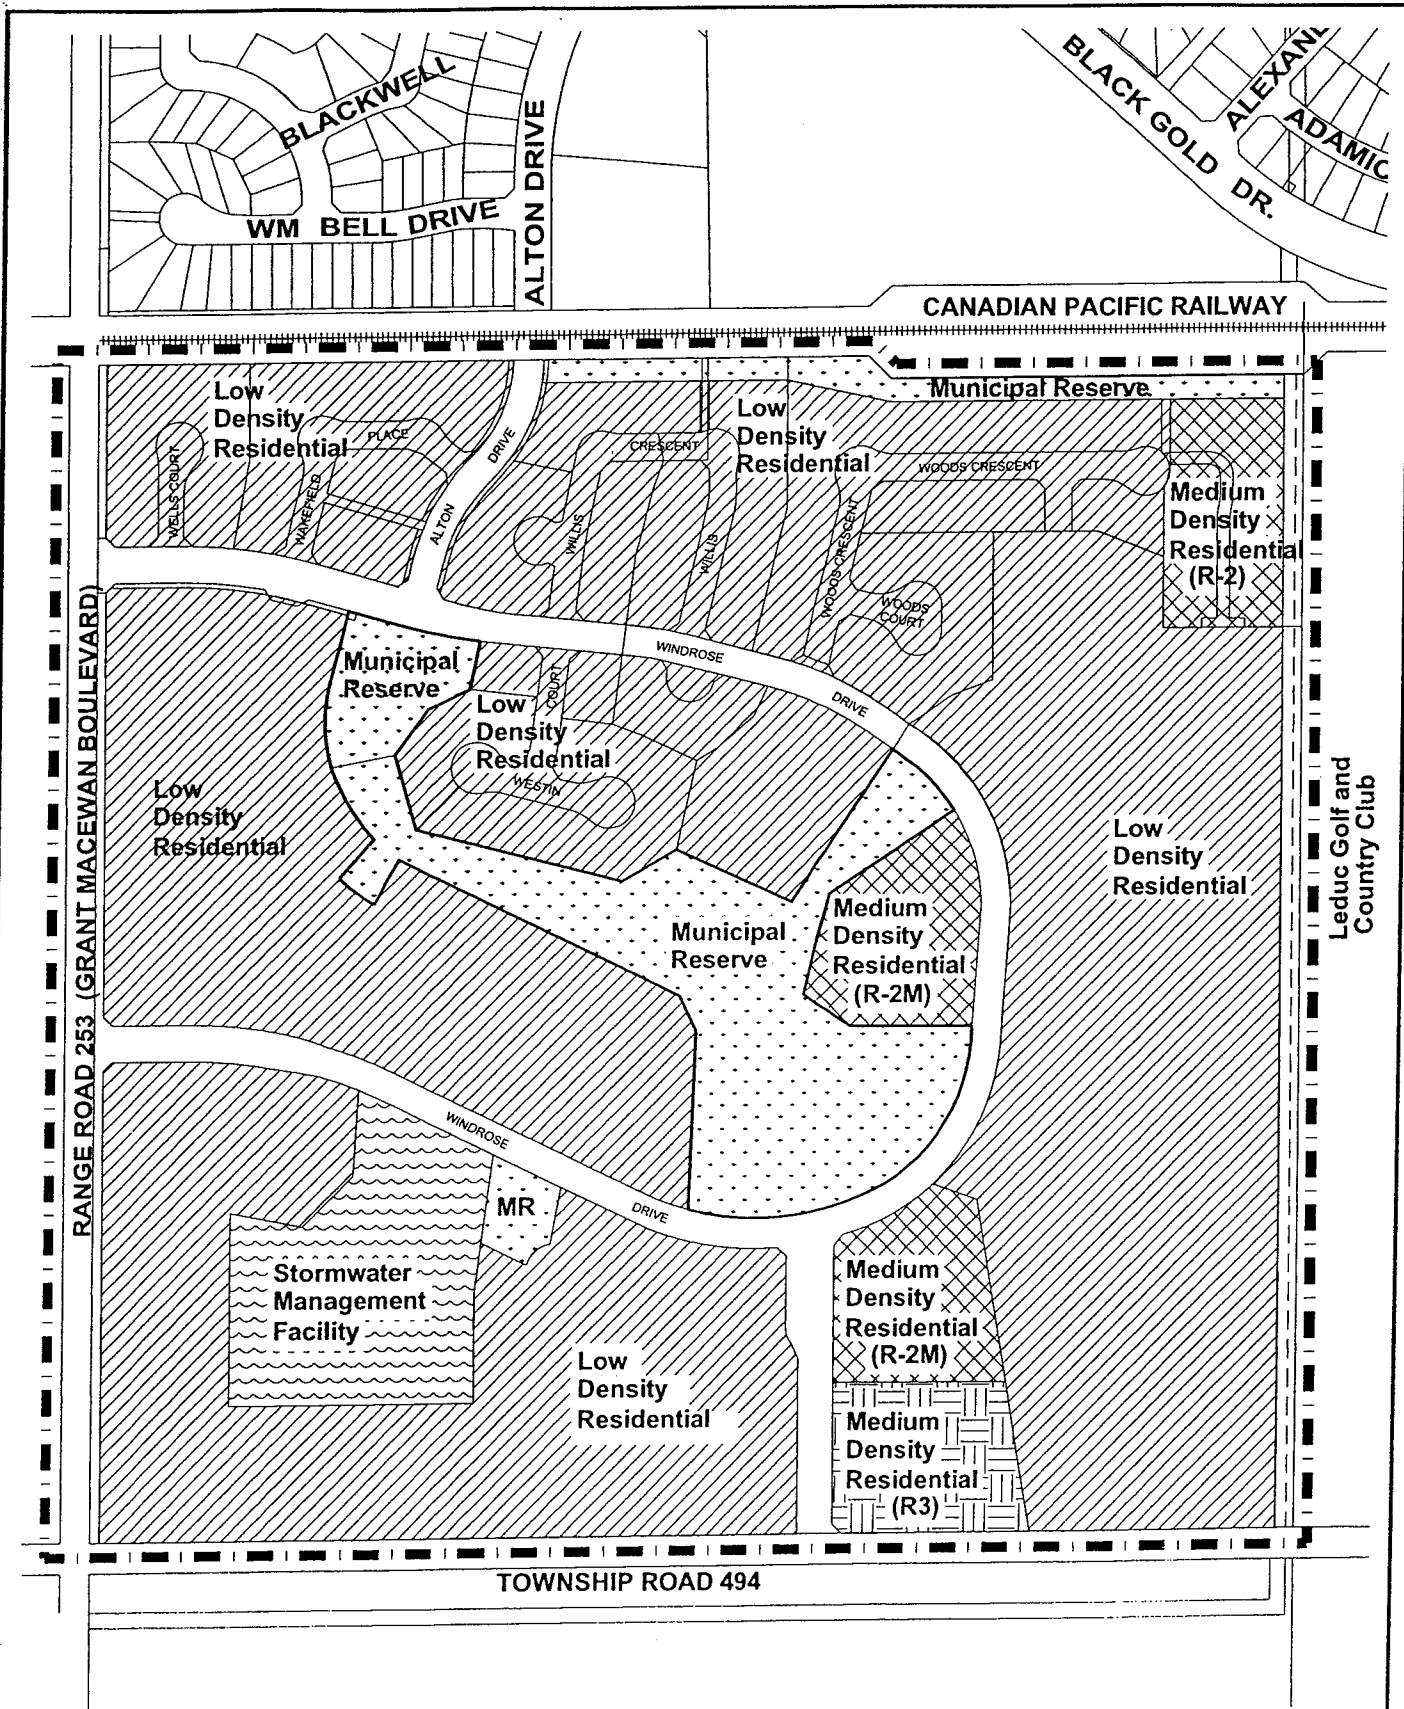 BLACKWELL
WM BELL DRIVE
ALTON DRIVE
BLACK GOLD DR.
ADAMIC
CANADIAN PACIFIC RAILWAY
Municipal Reserve
Low
Density
Residential
PLACE
WELLS COURT
WAKEFIELD
ALTON
DRIVE
Low
Density
Residential
CRESCENT
WILLIS
WILLIS
WOODS CRESCENT
WOODS CRESCENT
WOODS
COURT
Medium
Density
Residential
(R-2)
WINDROSE
DRIVE
Municipal
Reserve
Low
Density
Residential
COURT
WESTIN
Low
Density
Residential
RANGE ROAD 253 (GRANT MACEWAN BOULEVARD)
Low
Density
Residential
Leduc Golf and
Country Club
Municipal
Reserve
Medium
Density
Residential
(R-2M)
WINDROSE
DRIVE
MR
Stormwater
Management
Facility
Medium
Density
Residential
(R-2M)
Low
Density
Residential
Medium
Density
Residential
(R3)
TOWNSHIP ROAD 494